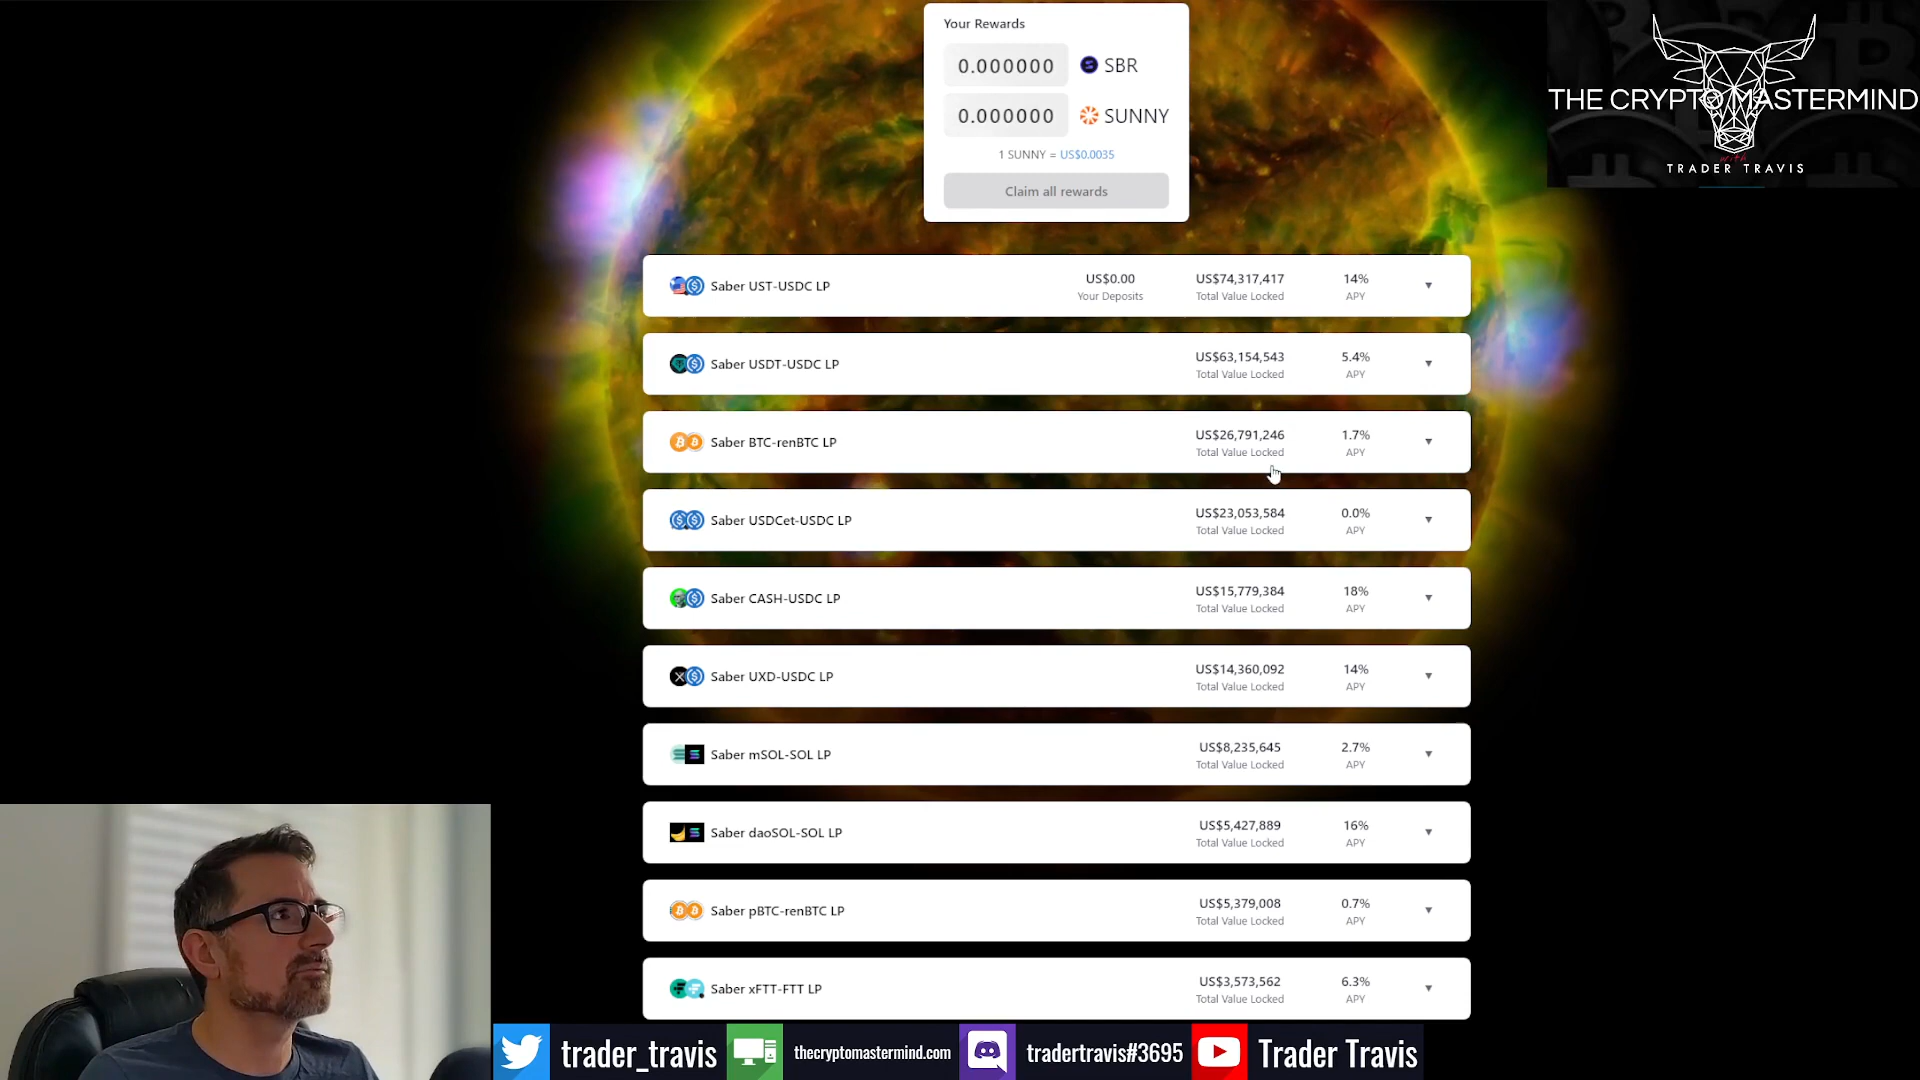 Your Rewards
0.000000 SBR
0.000000 SUNNY
1 SUNNY = US$0.0035
Claim all rewards
THE CRYPTO MASTERMIND
with
TRADER TRAVIS
Saber UST-USDC LP
US$0.00
Your Deposits
US$74,317,417
Total Value Locked
14%
APY
Saber USDT-USDC LP
US$63,154,543
Total Value Locked
5.4%
APY
Saber BTC-renBTC LP
US$26,791,246
Total Value Locked
1.7%
APY
Saber USDCet-USDC LP
US$23,053,584
Total Value Locked
0.0%
APY
Saber CASH-USDC LP
US$15,779,384
Total Value Locked
18%
APY
Saber UXD-USDC LP
US$14,360,092
Total Value Locked
14%
APY
Saber mSOL-SOL LP
US$8,235,645
Total Value Locked
2.7%
APY
Saber daoSOL-SOL LP
US$5,427,889
Total Value Locked
16%
APY
Saber pBTC-renBTC LP
US$5,379,008
Total Value Locked
0.7%
APY
Saber xFTT-FTT LP
US$3,573,562
Total Value Locked
6.3%
APY
trader_travis
thecryptomastermind.com
tradertravis#3695
Trader Travis